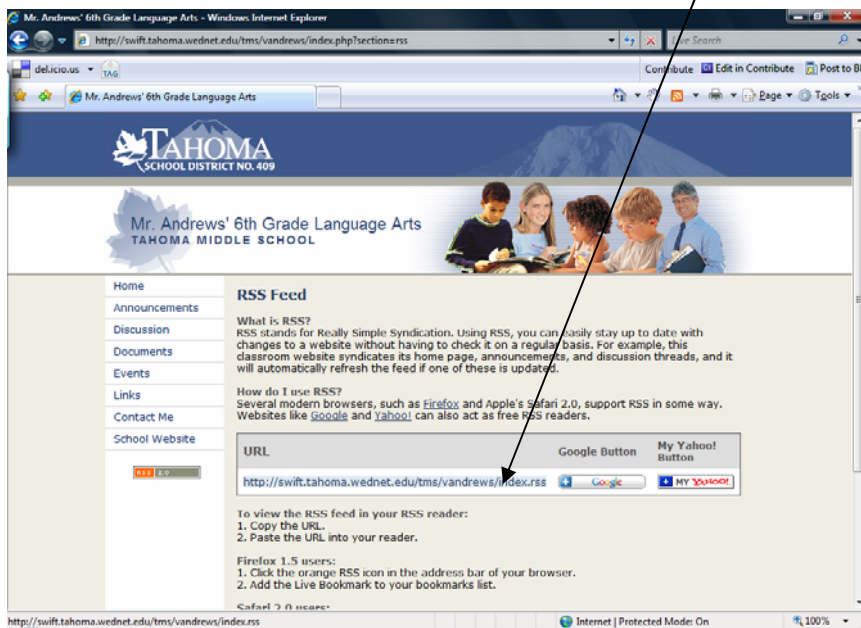 Mr. Andrews' 6th Grade Language Arts - Windows Internet Explorer
http://swift.tahoma.wednet.edu/tms/vandrews/index.php?section=rss
Live Search
del.icio.us
TAG
Contribute Edit in Contribute Post to Bl
Mr. Andrews' 6th Grade Language Arts
Page Tools
TAHOMA
SCHOOL DISTRICT NO. 409
Mr. Andrews' 6th Grade Language Arts
TAHOMA MIDDLE SCHOOL
Home
Announcements
Discussion
Documents
Events
Links
Contact Me
School Website
RSS 2.0
RSS Feed
What is RSS?
RSS stands for Really Simple Syndication. Using RSS, you can easily stay up to date with
changes to a website without having to check it on a regular basis. For example, this
classroom website syndicates its home page, announcements, and discussion threads, and it
will automatically refresh the feed if one of these is updated.
How do I use RSS?
Several modern browsers, such as Firefox and Apple's Safari 2.0, support RSS in some way.
Websites like Google and Yahoo! can also act as free RSS readers.
URL Google Button My Yahoo! Button
http://swift.tahoma.wednet.edu/tms/vandrews/index.rss Google MY YAHOO!
To view the RSS feed in your RSS reader:
1. Copy the URL.
2. Paste the URL into your reader.
Firefox 1.5 users:
1. Click the orange RSS icon in the address bar of your browser.
2. Add the Live Bookmark to your bookmarks list.
Safari 2.0 users:
http://swift.tahoma.wednet.edu/tms/vandrews/index.rss
Internet | Protected Mode: On
100%